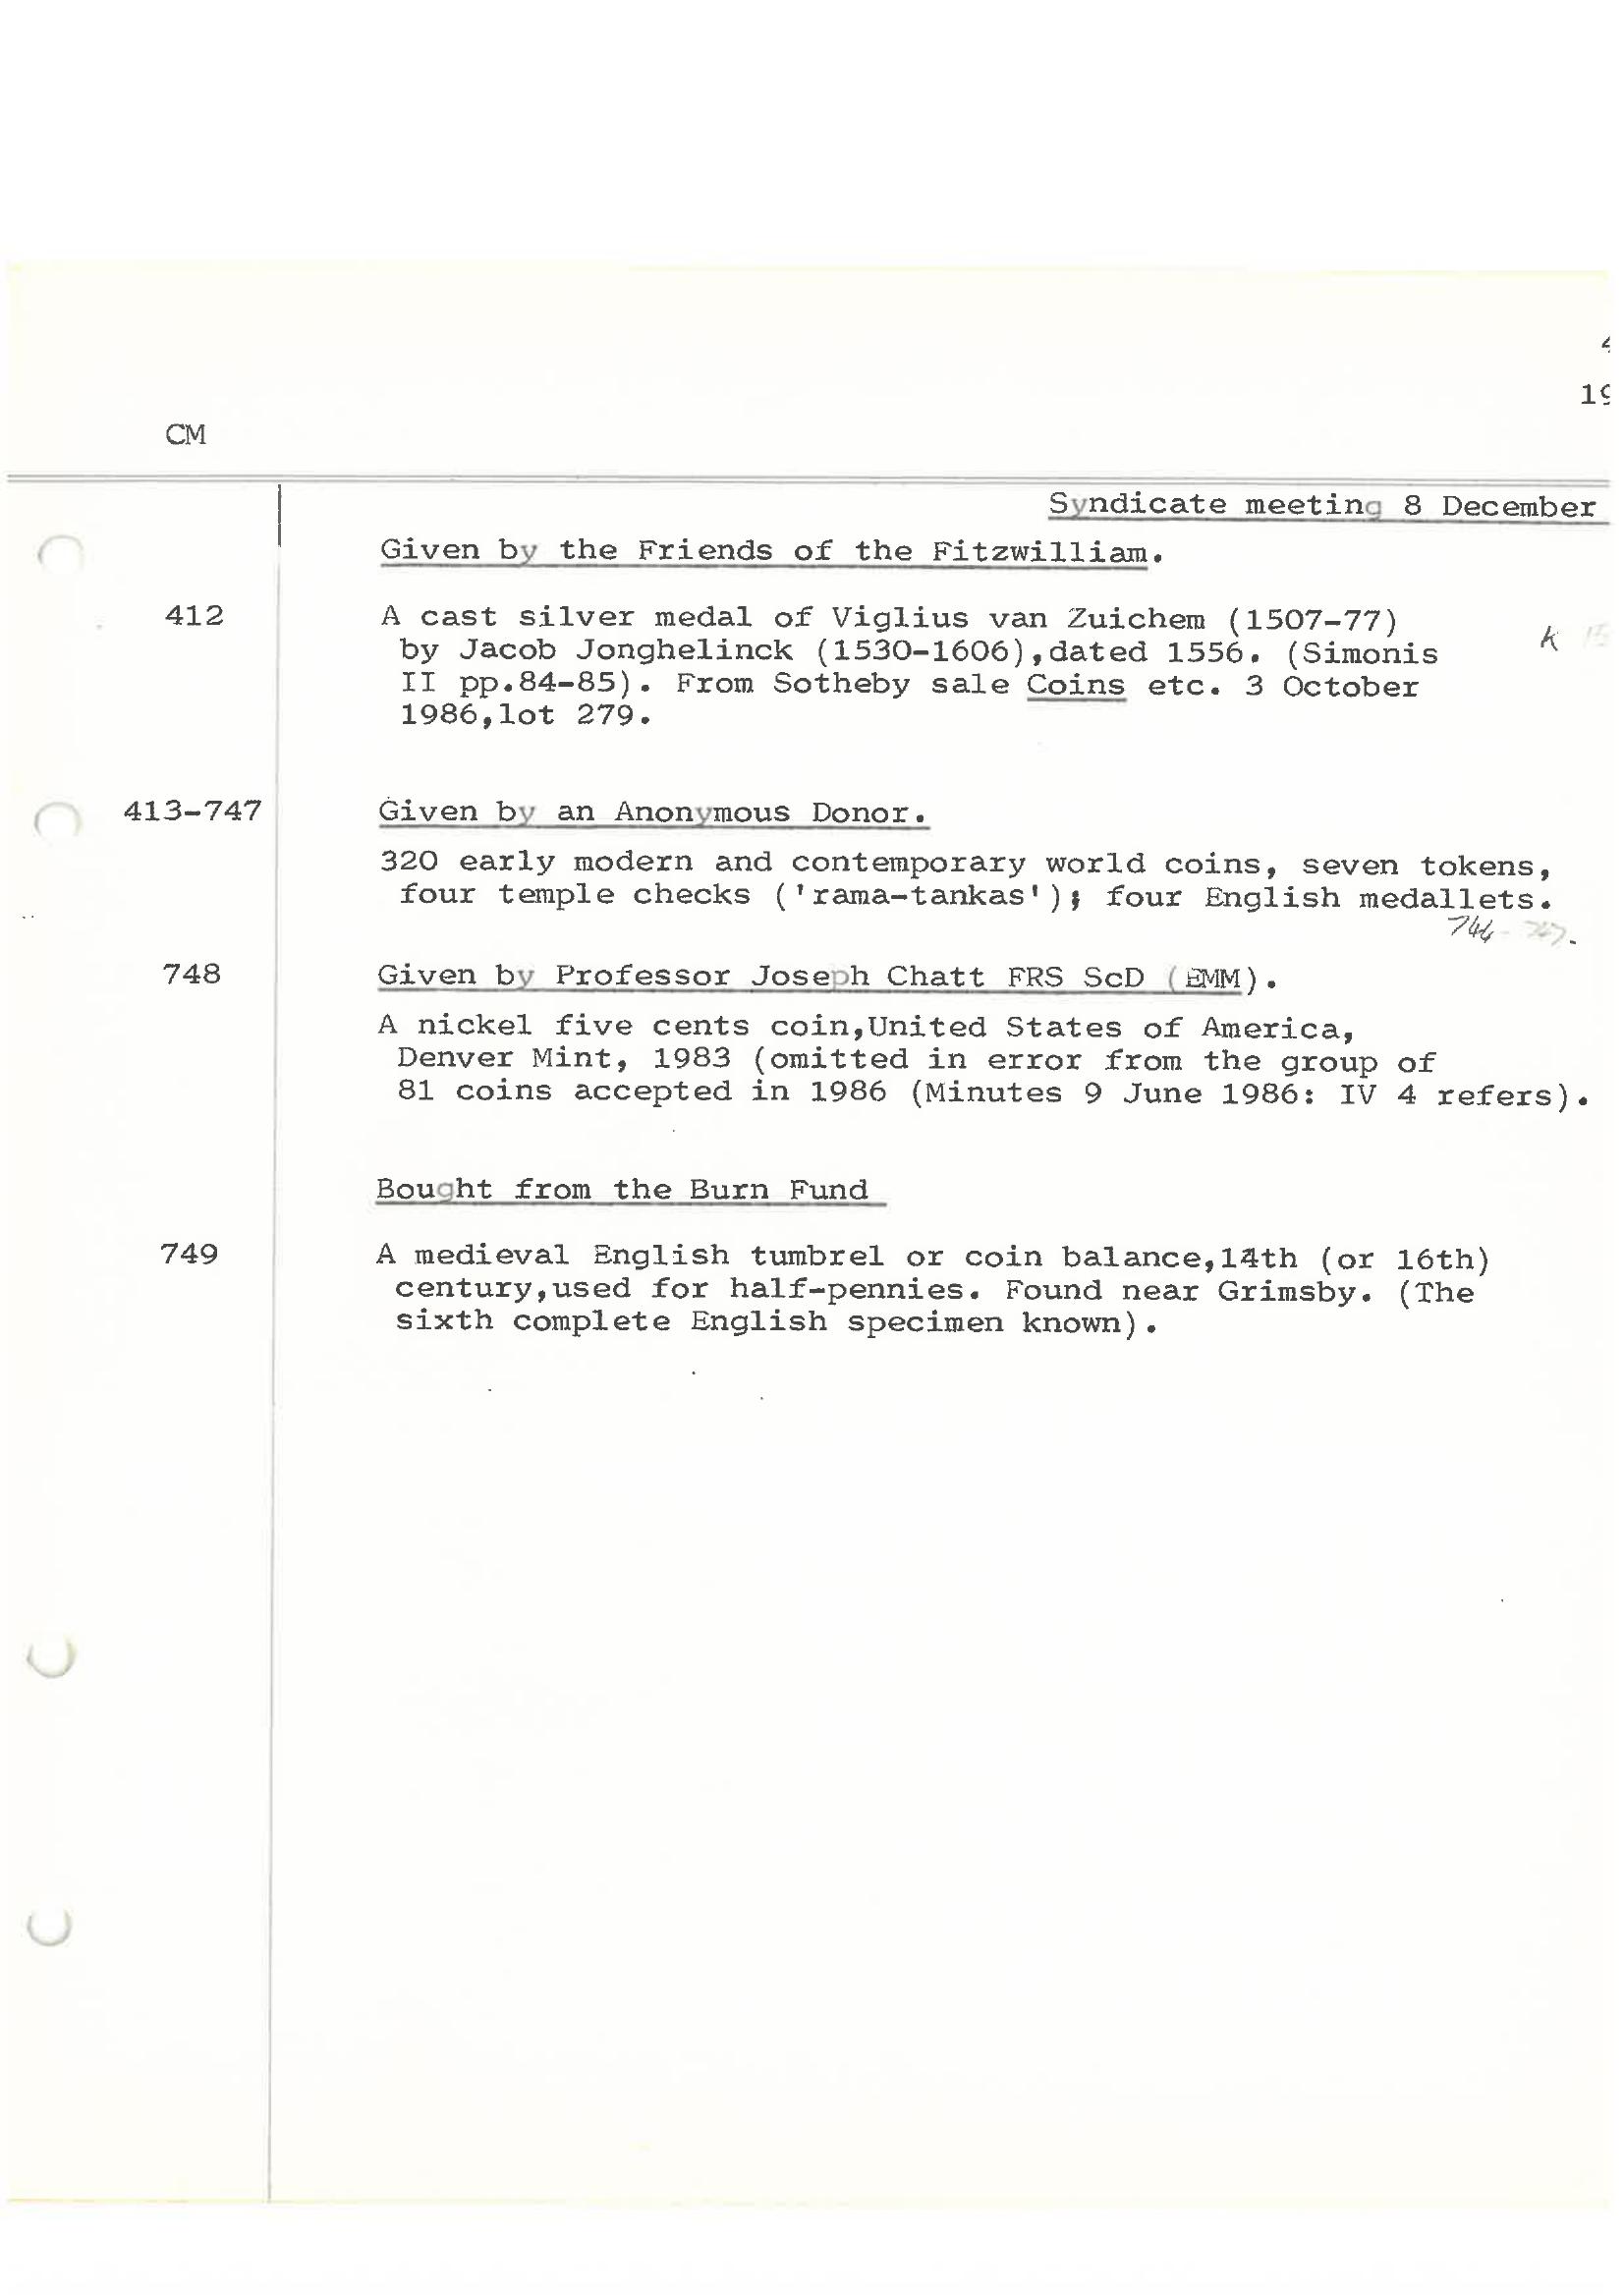 CM
Syndicate meeting 8 December
Given by the Friends of the Fitzwilliam.
412 A cast silver medal of Viglius van Zuichem (1507-77)
by Jacob Jonghelinck (1530-1606),dated 1556. (Simonis K
II pp.84-85). From Sotheby sale Coins etc. 3 October
1986,lot 279.
413-747 Given by an Anonymous Donor.
320 early modern and contemporary world coins, seven tokens,
four temple checks ('rama-tankas'); four English medallets.
744-747.
748 Given by Professor Joseph Chatt FRS ScD (EMM).
A nickel five cents coin,United States of America,
Denver Mint, 1983 (omitted in error from the group of
81 coins accepted in 1986 (Minutes 9 June 1986: IV 4 refers).
Bought from the Burn Fund
749 A medieval English tumbrel or coin balance,14th (or 16th)
century,used for half-pennies. Found near Grimsby. (The
sixth complete English specimen known).